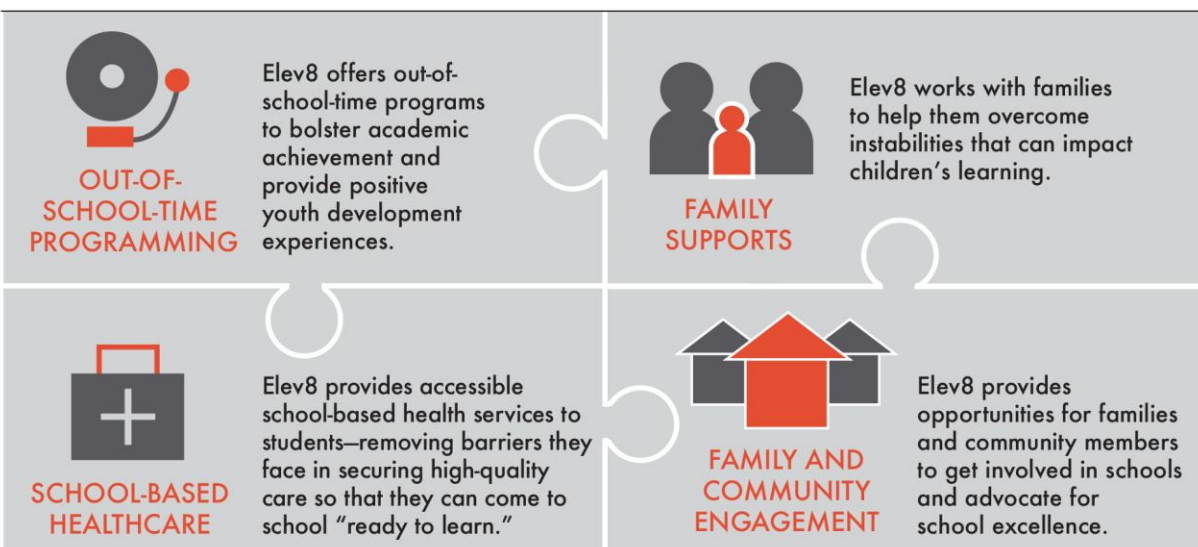 OUT-OF-
SCHOOL-TIME
PROGRAMMING
Elev8 offers out-of-
school-time programs
to bolster academic
achievement and
provide positive
youth development
experiences.
FAMILY
SUPPORTS
Elev8 works with families
to help them overcome
instabilities that can impact
children’s learning.
SCHOOL-BASED
HEALTHCARE
Elev8 provides accessible
school-based health services to
students—removing barriers they
face in securing high-quality
care so that they can come to
school “ready to learn.”
FAMILY AND
COMMUNITY
ENGAGEMENT
Elev8 provides
opportunities for families
and community members
to get involved in schools
and advocate for
school excellence.